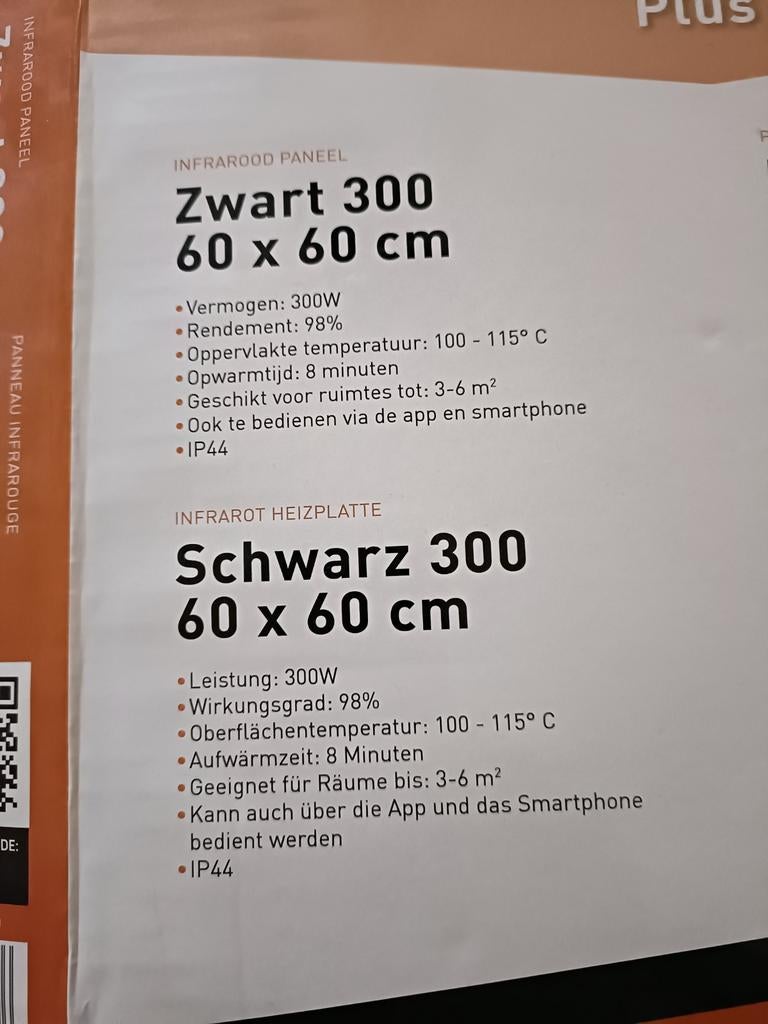 Plus
INFRAROOD PANEEL
PANNEAU INFRAROUGE
DE:
INFRAROOD PANEEL
Zwart 300
60 x 60 cm
• Vermogen: 300W
• Rendement: 98%
• Oppervlakte temperatuur: 100 - 115° C
• Opwarmtijd: 8 minuten
• Geschikt voor ruimtes tot: 3-6 m²
• Ook te bedienen via de app en smartphone
• IP44
INFRAROT HEIZPLATTE
Schwarz 300
60 x 60 cm
• Leistung: 300W
• Wirkungsgrad: 98%
• Oberflächentemperatur: 100 - 115° C
• Aufwärmzeit: 8 Minuten
• Geeignet für Räume bis: 3-6 m²
• Kann auch über die App und das Smartphone
bedient werden
• IP44